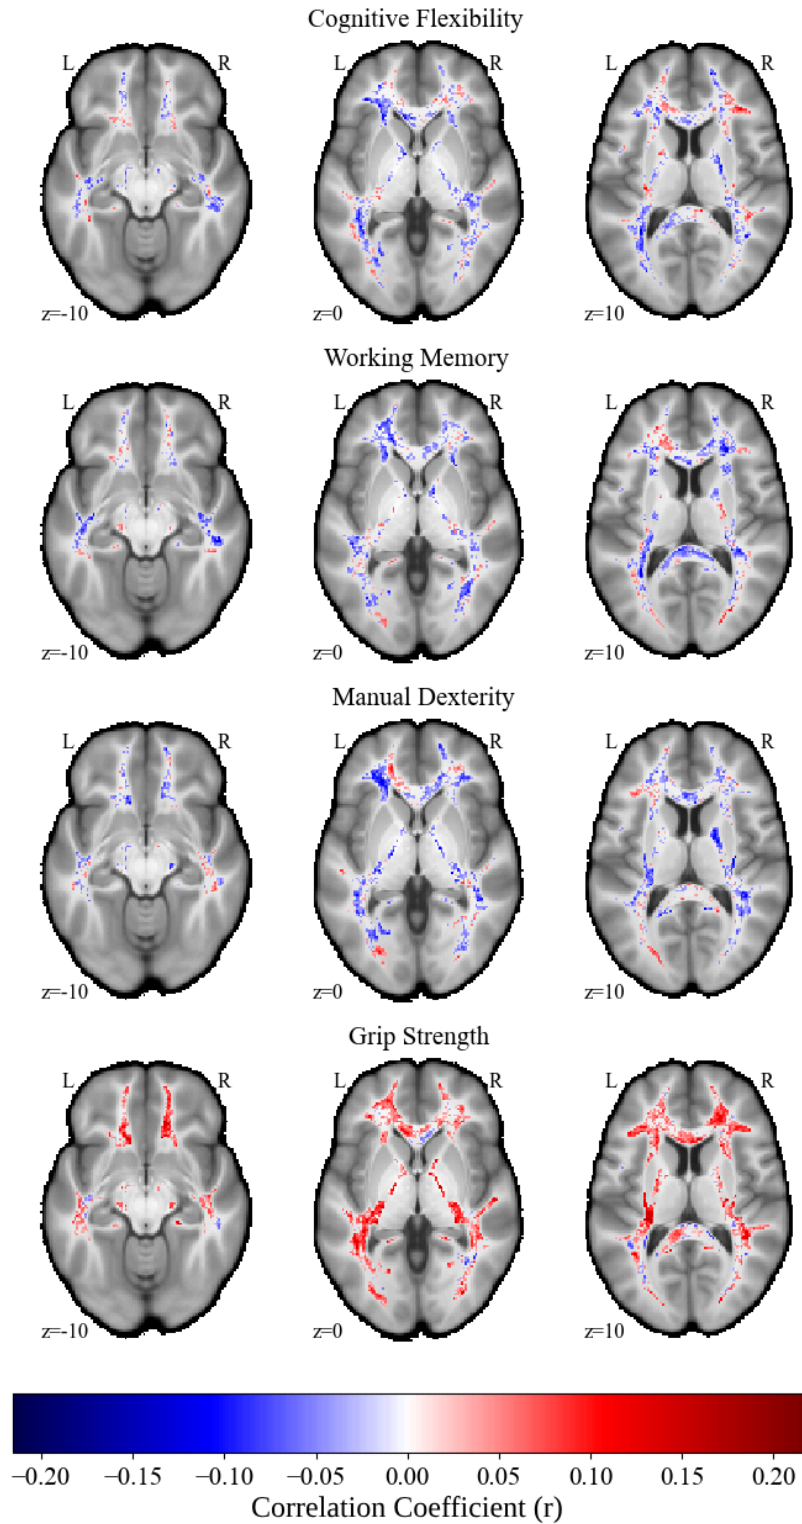 Cognitive Flexibility
L R L R L R
z=-10 z=0 z=10
Working Memory
L R L R L R
z=-10 z=0 z=10
Manual Dexterity
L R L R L R
z=-10 z=0 z=10
Grip Strength
L R L R L R
z=-10 z=0 z=10
−0.20 −0.15 −0.10 −0.05 0.00 0.05 0.10 0.15 0.20
Correlation Coefficient (r)